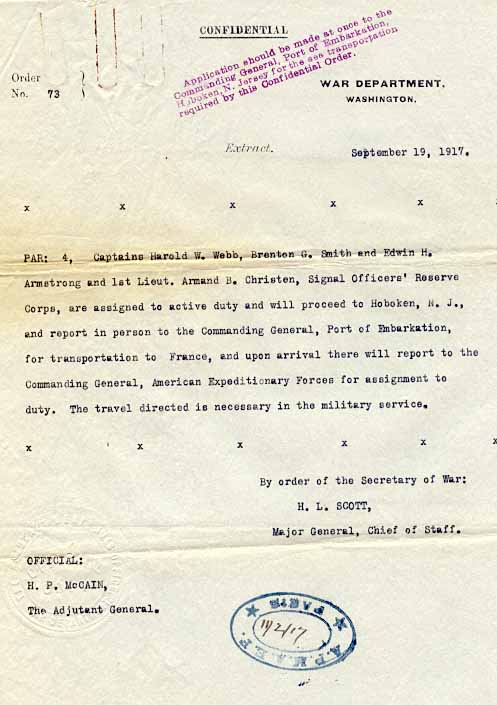 CONFIDENTIAL
Application should be made at once to the
Commanding General, Port of Embarkation,
Hoboken, N. Jersey for the sea transportation
required by this Confidential Order.
Order
No. 73
WAR DEPARTMENT,
WASHINGTON.
Extract.
September 19, 1917.
x x x x x x
PAR: 4, Captains Harold W. Webb, Brenten G. Smith and Edwin H.
Armstrong and 1st Lieut. Armand B. Christen, Signal Officers' Reserve
Corps, are assigned to active duty and will proceed to Hoboken, N. J.,
and report in person to the Commanding General, Port of Embarkation,
for transportation to France, and upon arrival there will report to the
Commanding General, American Expeditionary Forces for assignment to
duty. The travel directed is necessary in the military service.
x x x x x x
By order of the Secretary of War:
H. L. SCOTT,
Major General, Chief of Staff.
OFFICIAL:
H. P. McCAIN,
The Adjutant General.
PARIS
A.P.M.A.E.F.